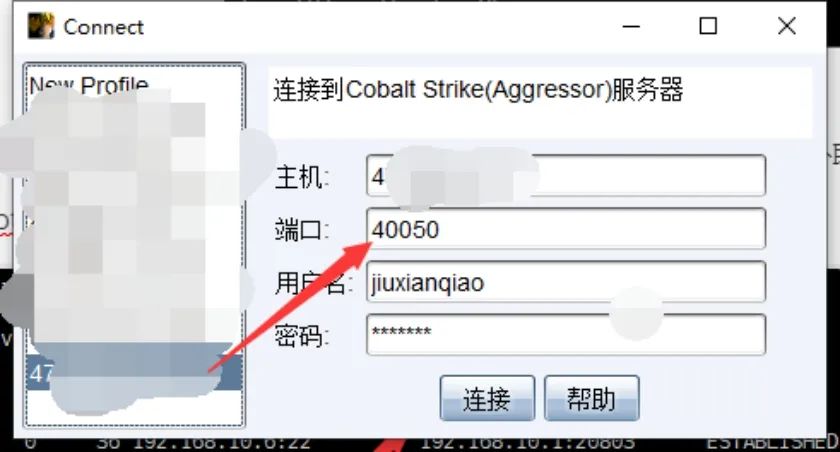 Connect
New Profile
连接到Cobalt Strike(Aggressor)服务器
主机:
4
端口:
40050
用户名:
jiuxianqiao
密码:
*******
47
连接
帮助
0 36 192.168.10.6:22 192.168.10.1:20803 ESTABLISHED